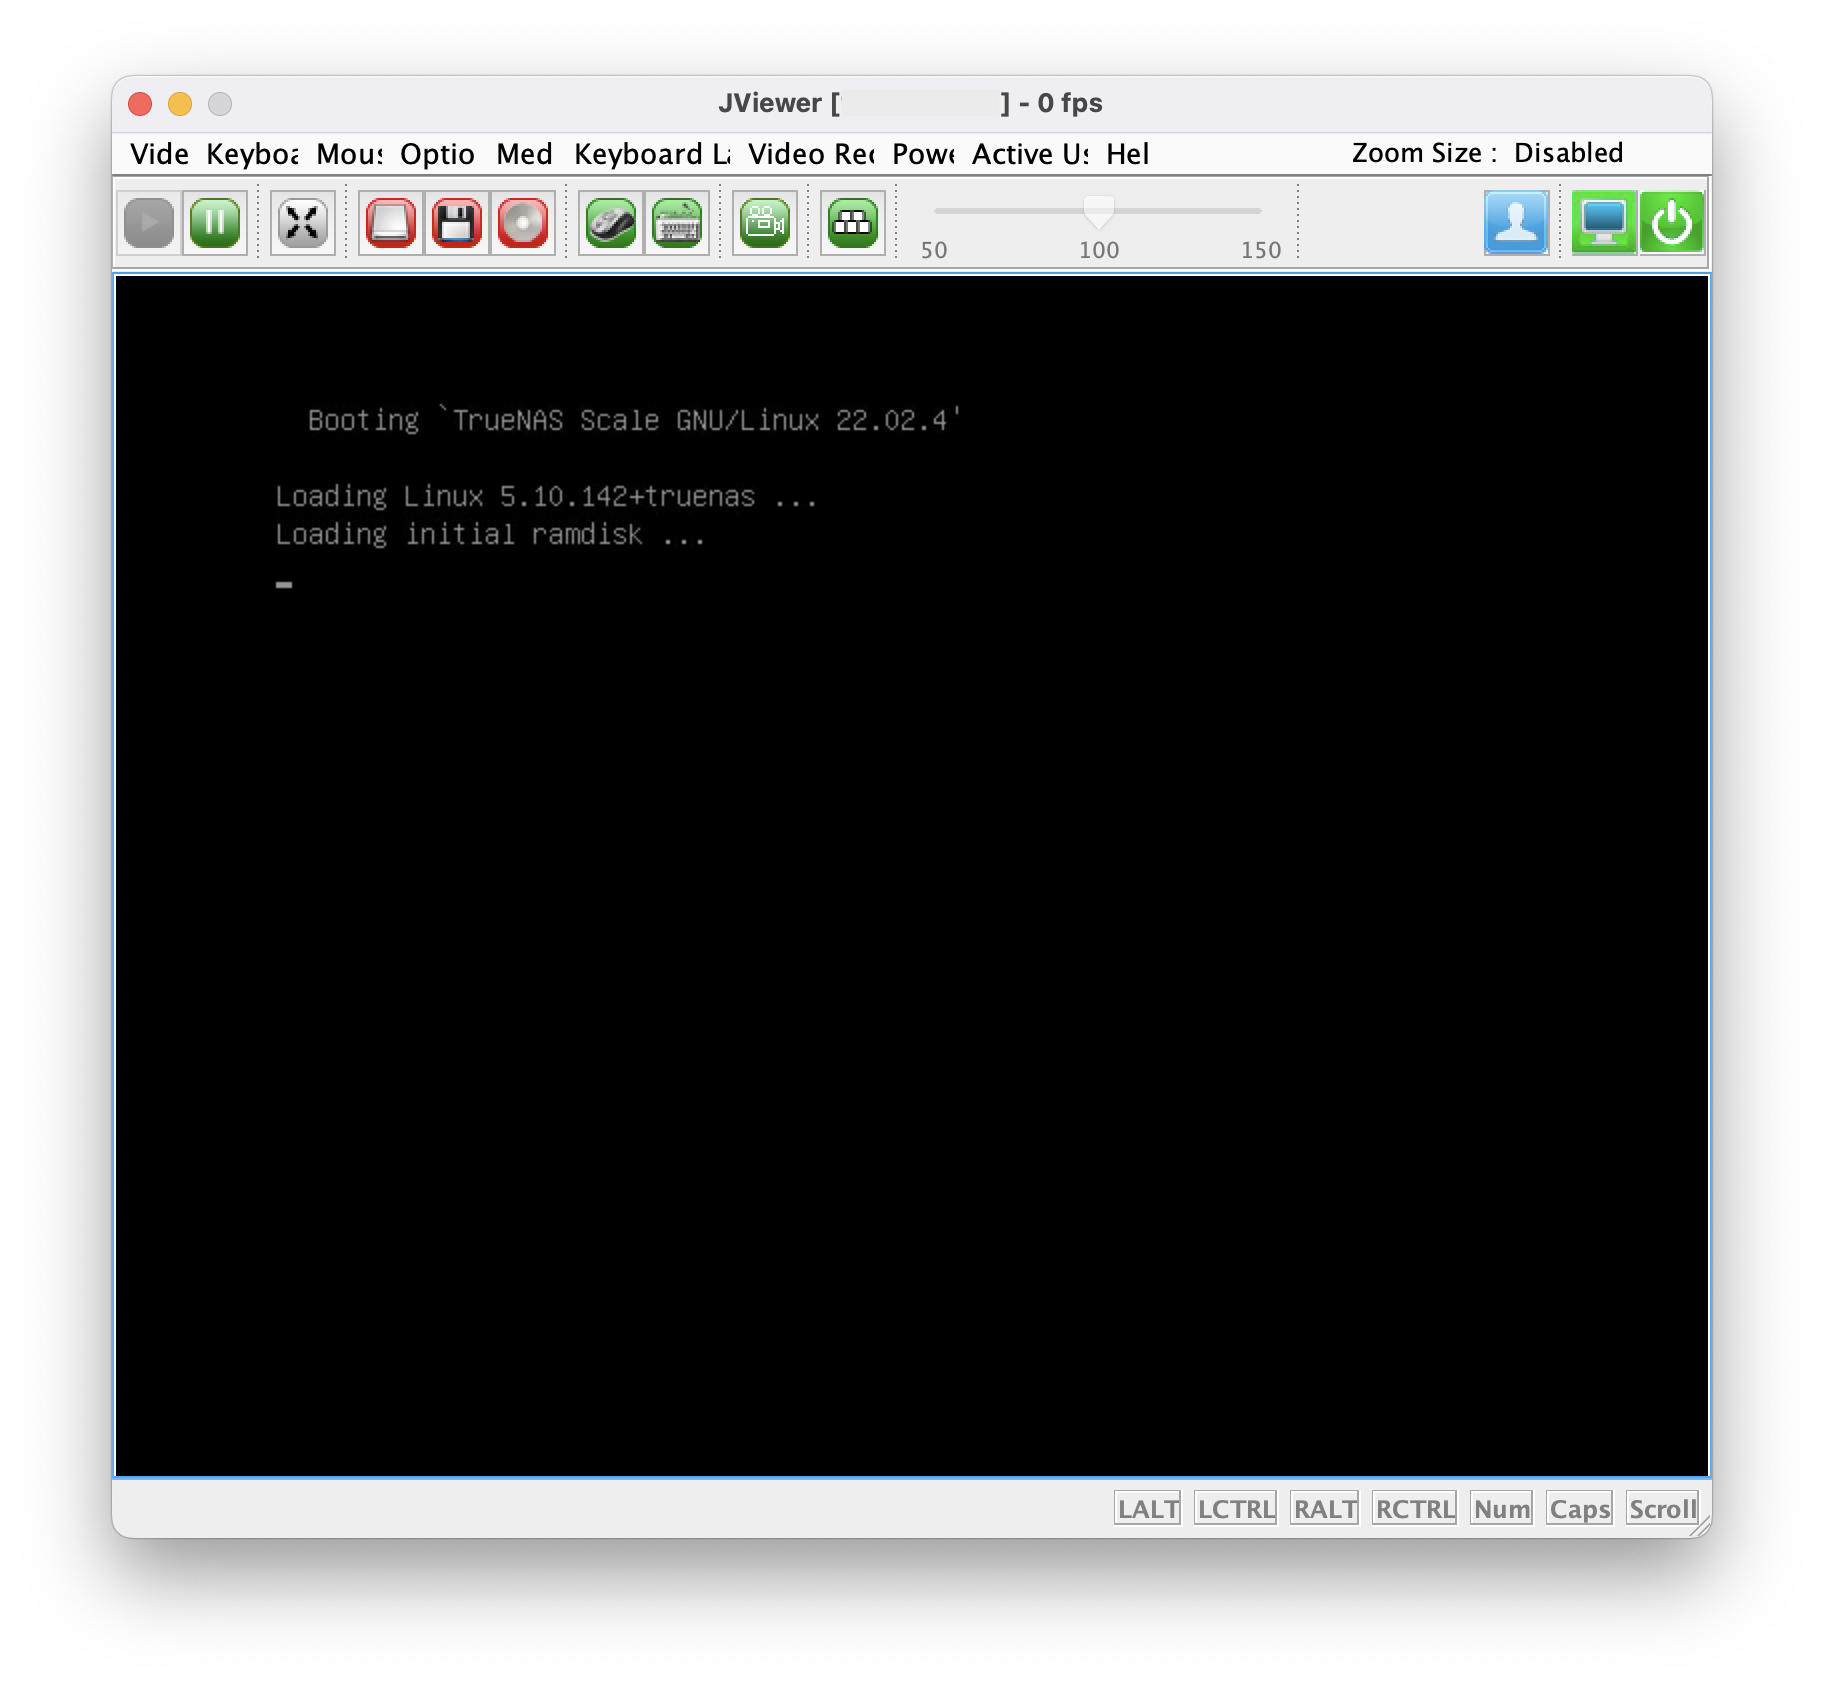 JViewer [ ] - 0 fps
Vide Keyboa Mous Optio Med Keyboard La Video Rec Powe Active Us Hel Zoom Size : Disabled
50 100 150
Booting `TrueNAS Scale GNU/Linux 22.02.4'
Loading Linux 5.10.142+truenas ...
Loading initial ramdisk ...
LALT LCTRL RALT RCTRL Num Caps Scroll